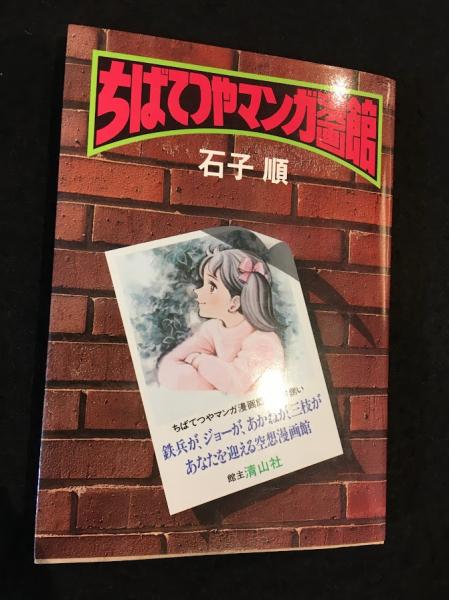 ちばてつやマンガ画館
石子 順
ちばてつやマンガ漫画館
鉄兵が、ジョーが、あかねが、三枝が
あなたを迎える空想漫画館
館主 清山社